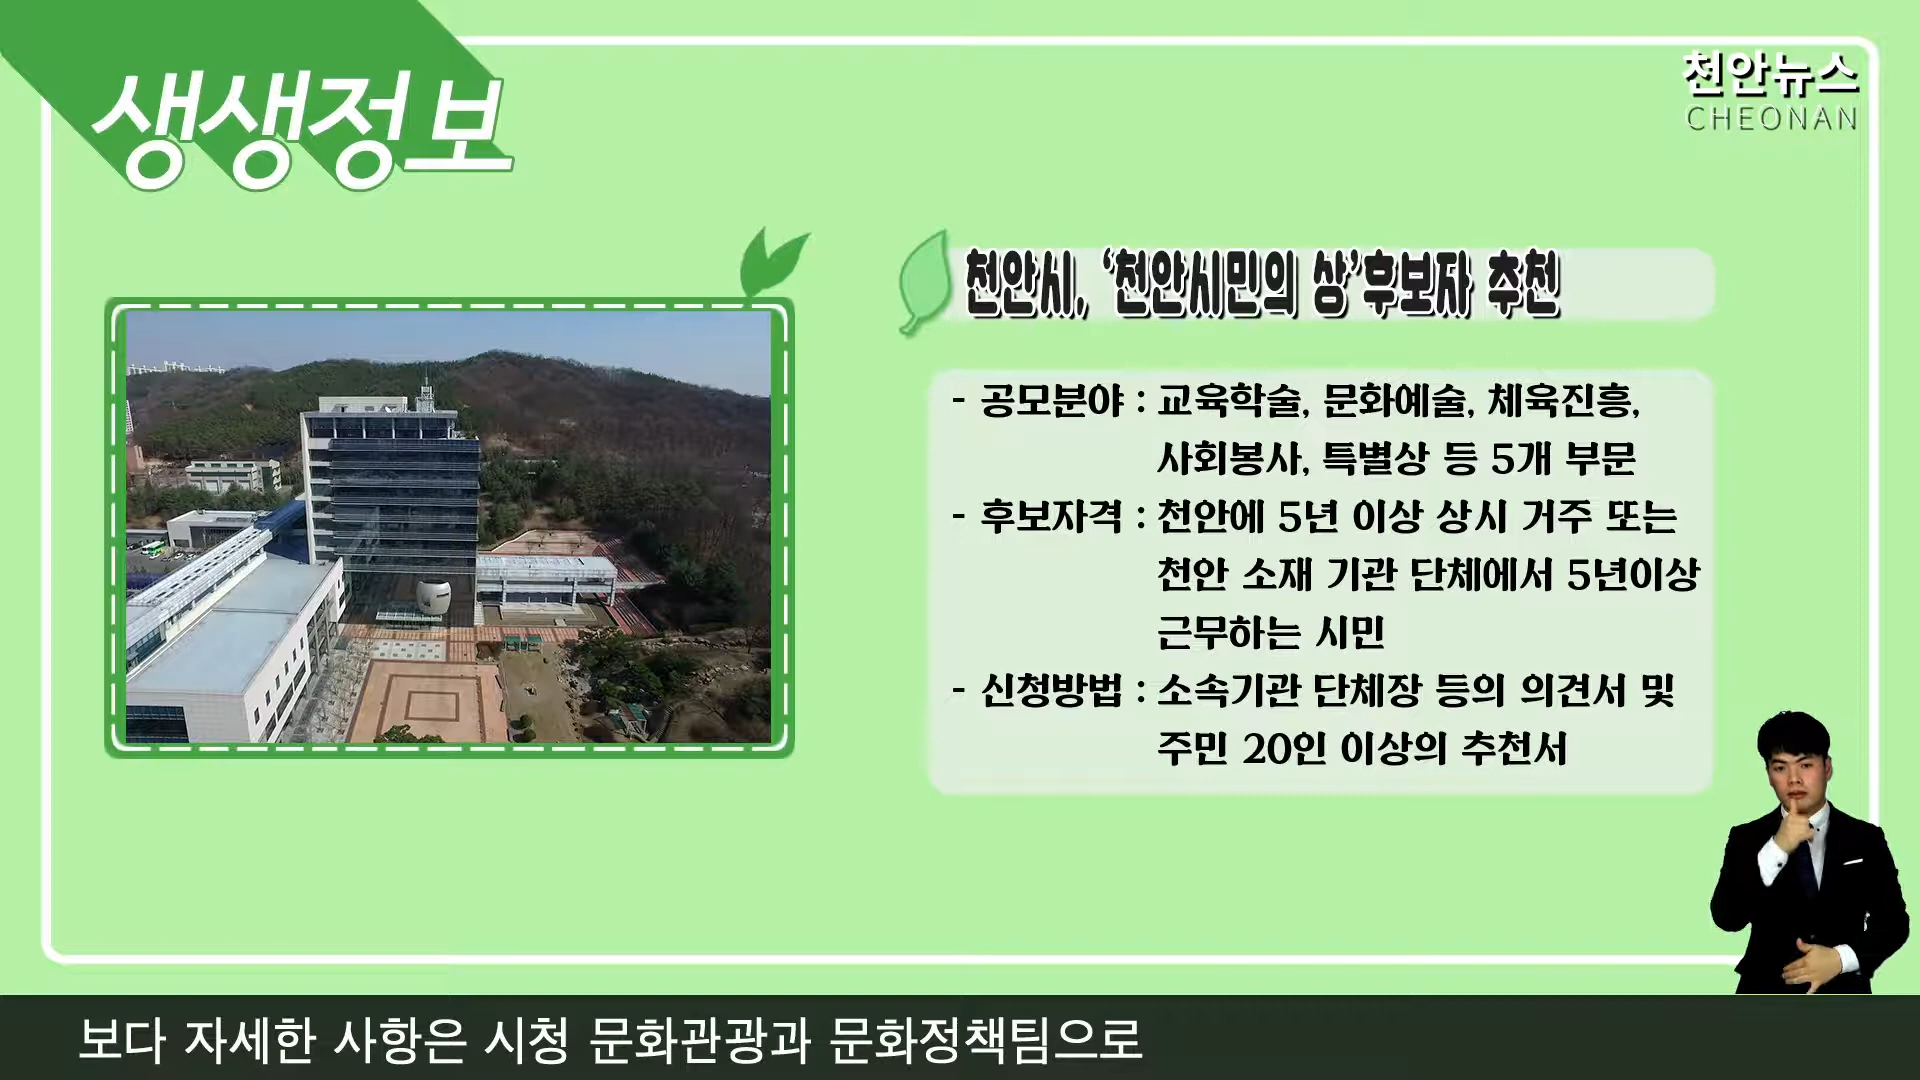 생생정보
천안뉴스
CHEONAN
천안시, ‘천안시민의 상’후보자 추천
- 공모분야 : 교육학술, 문화예술, 체육진흥,
사회봉사, 특별상 등 5개 부문
- 후보자격 : 천안에 5년 이상 상시 거주 또는
천안 소재 기관 단체에서 5년이상
근무하는 시민
- 신청방법 : 소속기관 단체장 등의 의견서 및
주민 20인 이상의 추천서
보다 자세한 사항은 시청 문화관광과 문화정책팀으로